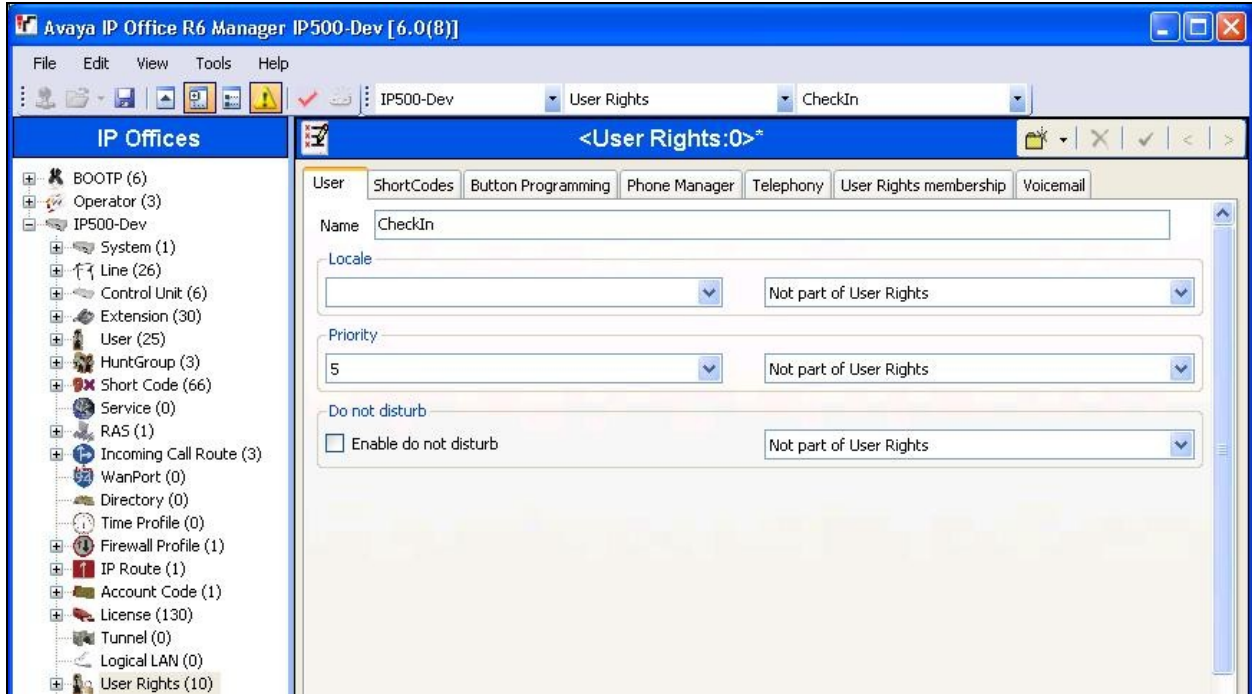 Avaya IP Office R6 Manager IP500-Dev [6.0(8)]
File Edit View Tools Help
IP500-Dev User Rights CheckIn
IP Offices
BOOTP (6)
Operator (3)
IP500-Dev
System (1)
Line (26)
Control Unit (6)
Extension (30)
User (25)
HuntGroup (3)
Short Code (66)
Service (0)
RAS (1)
Incoming Call Route (3)
WanPort (0)
Directory (0)
Time Profile (0)
Firewall Profile (1)
IP Route (1)
Account Code (1)
License (130)
Tunnel (0)
Logical LAN (0)
User Rights (10)
<User Rights:0>*
User ShortCodes Button Programming Phone Manager Telephony User Rights membership Voicemail
Name CheckIn
Locale
Not part of User Rights
Priority
5 Not part of User Rights
Do not disturb
Enable do not disturb Not part of User Rights